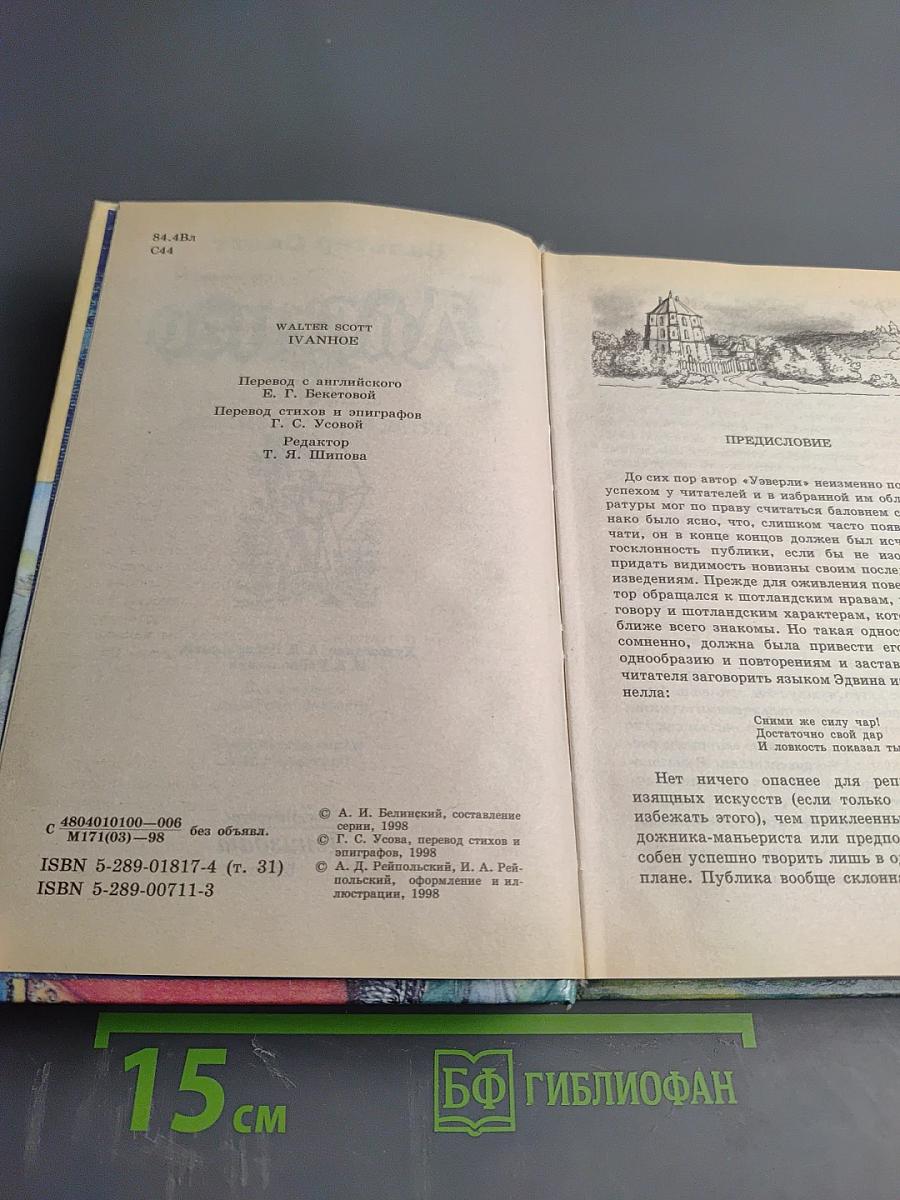 84.4Вл
С44
WALTER SCOTT
IVANHOE
Перевод с английского
Е. Г. Бекетовой
Перевод стихов и эпиграфов
Г. С. Усовой
Редактор
Т. Я. Шипова
С 4804010100—006
М171(03)—98 без объявл.
ISBN 5-289-01817-4 (т. 31)
ISBN 5-289-00711-3
© А. И. Белинский, составление
серии, 1998
© Г. С. Усова, перевод стихов и
эпиграфов, 1998
© А. Д. Рейпольский, И. А. Рей-
польский, оформление и ил-
люстрации, 1998
ПРЕДИСЛОВИЕ
До сих пор автор «Уэверли» неизменно по
успехом у читателей и в избранной им обл
ратуры мог по праву считаться баловнем с
нако было ясно, что, слишком часто появ
чати, он в конце концов должен был исч
госклонность публики, если бы не изо
придать видимость новизны своим после
изведениям. Прежде для оживления пове
тор обращался к шотландским нравам,
говору и шотландским характерам, кот
ближе всего знакомы. Но такая однос
сомненно, должна была привести ег
однообразию и повторениям и застав
читателя заговорить языком Эдвина и
нелла:
Сними же силу чар!
Достаточно свой дар
И ловкость показал ты
Нет ничего опаснее для реп
изящных искусств (если только
избежать этого), чем приклеенны
дожника-маньериста или предпо
собен успешно творить лишь в о
плане. Публика вообще склонна
15 см
БФ ГИБЛИОФАН